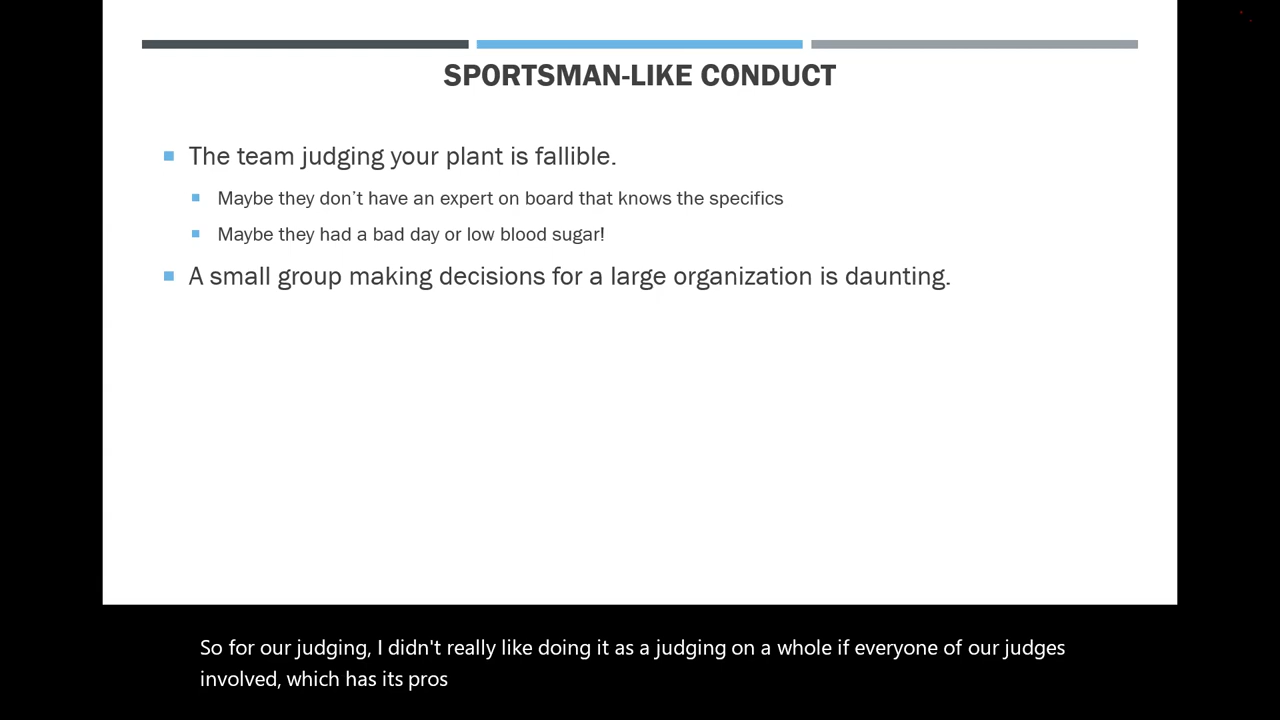 SPORTSMAN-LIKE CONDUCT
The team judging your plant is fallible.
Maybe they don’t have an expert on board that knows the specifics
Maybe they had a bad day or low blood sugar!
A small group making decisions for a large organization is daunting.
So for our judging, I didn't really like doing it as a judging on a whole if everyone of our judges
involved, which has its pros